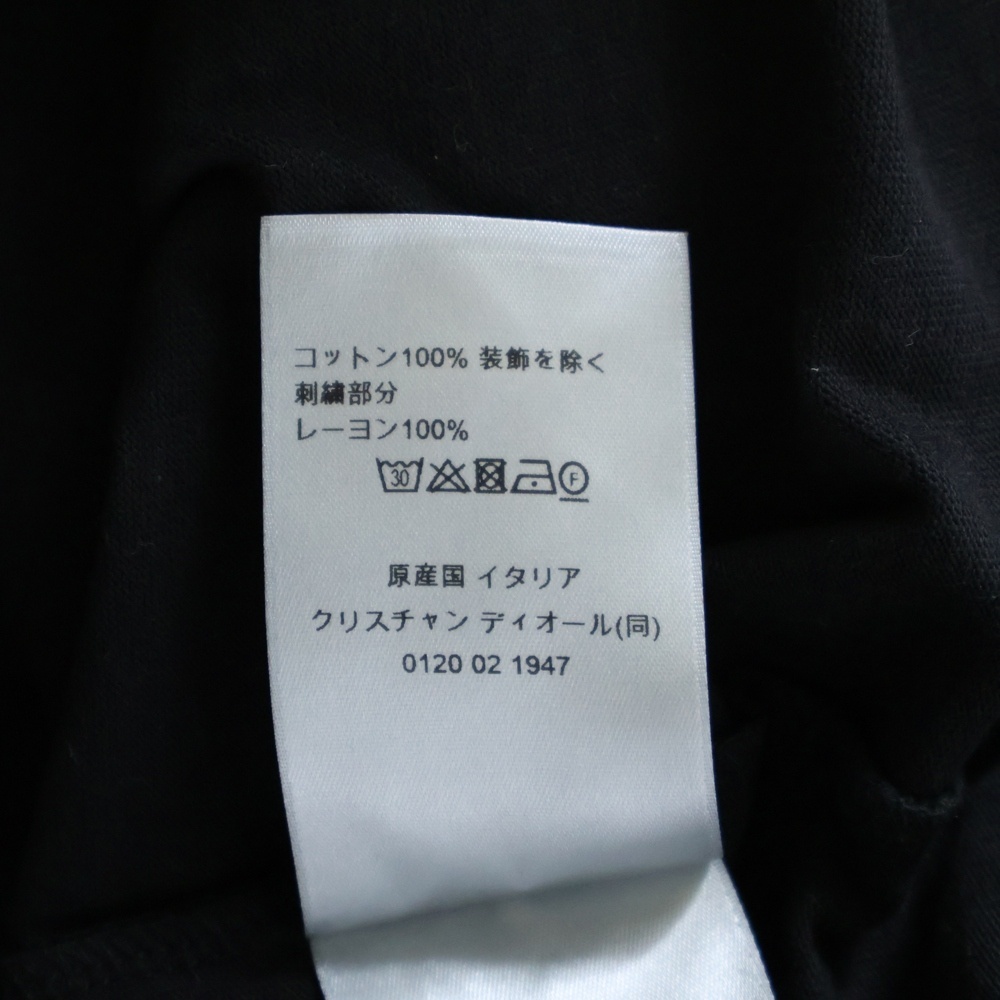 コットン100% 装飾を除く
刺繍部分
レーヨン100%
30 F
原産国 イタリア
クリスチャン ディオール(同)
0120 02 1947